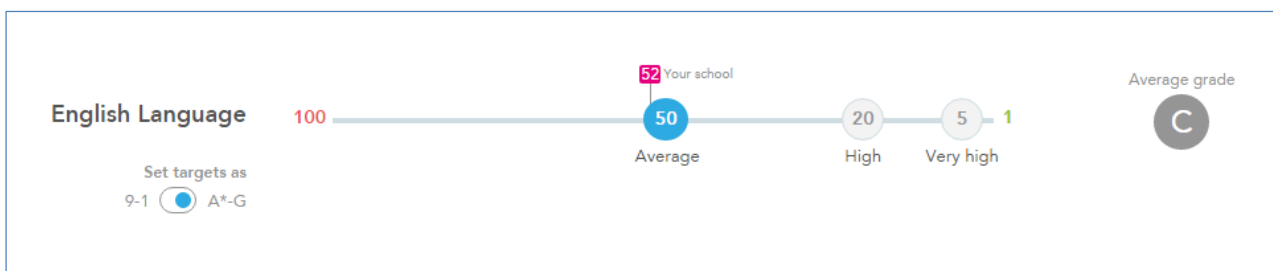 52 Your school
Average grade
English Language 100 50 20 5 1 C
Average High Very high
Set targets as
9-1 A*-G